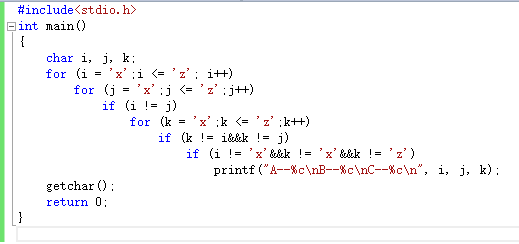 #include<stdio.h>
int main()
{
char i, j, k;
for (i = 'x';i <= 'z'; i++)
for (j = 'x';j <= 'z';j++)
if (i != j)
for (k = 'x';k <= 'z';k++)
if (k != i&&k != j)
if (i != 'x'&&k != 'x'&&k != 'z')
printf("A--%c\nB--%c\nC--%c\n", i, j, k);
getchar();
return 0;
}